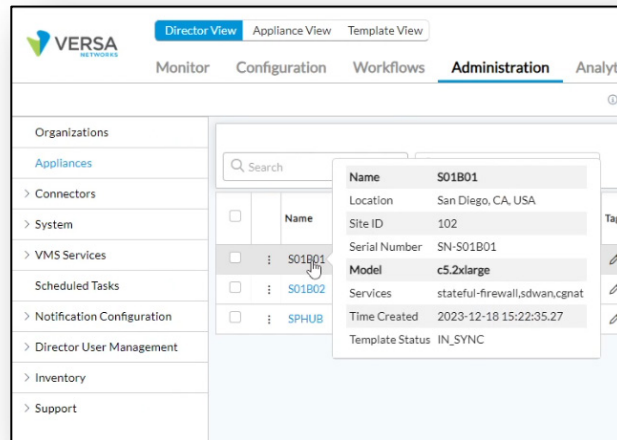 VERSA
NETWORKS
Director View Appliance View Template View
Monitor Configuration Workflows Administration Analyt
Organizations
Appliances
Connectors
System
VMS Services
Scheduled Tasks
Notification Configuration
Director User Management
Inventory
Support
Search
Name Tag
S01B01
S01B02
SPHUB
Name S01B01
Location San Diego, CA, USA
Site ID 102
Serial Number SN-S01B01
Model c5.2xlarge
Services stateful-firewall,sdwan,cgnat
Time Created 2023-12-18 15:22:35.27
Template Status IN_SYNC